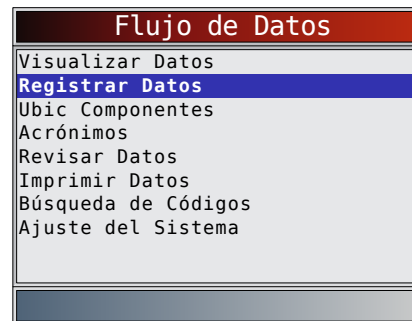 Flujo de Datos
Visualizar Datos
Registrar Datos
Ubic Componentes
Acrónimos
Revisar Datos
Imprimir Datos
Búsqueda de Códigos
Ajuste del Sistema